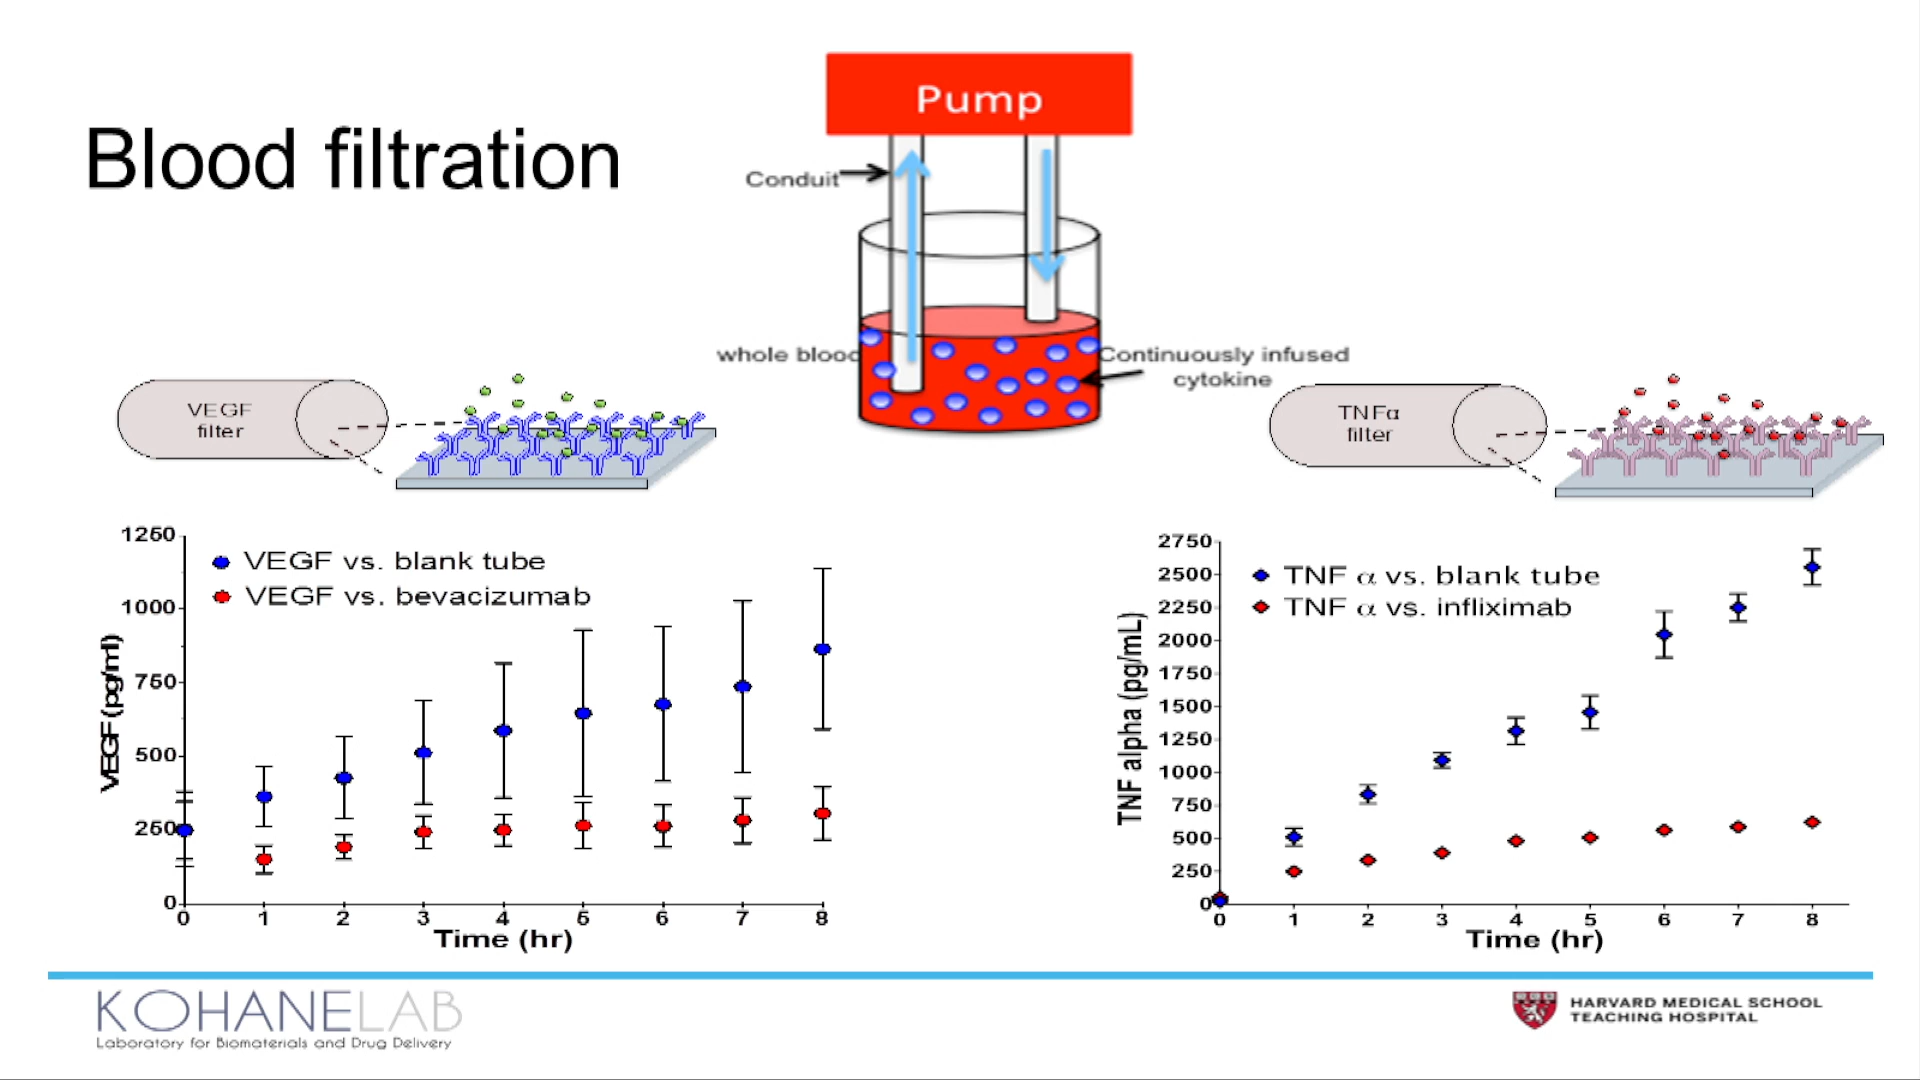 Pump
Blood filtration
Conduit
whole blood
Continuously infused
cytokine
VEGF
filter
TNFα
filter
1250
1000
750
500
250
0
VEGF (pg/ml)
VEGF vs. blank tube
VEGF vs. bevacizumab
0 1 2 3 4 5 6 7 8
Time (hr)
2750
2500
2250
2000
1750
1500
1250
1000
750
500
250
0
TNF alpha (pg/mL)
TNF α vs. blank tube
TNF α vs. infliximab
0 1 2 3 4 5 6 7 8
Time (hr)
KOHANELAB
Laboratory for Biomaterials and Drug Delivery
HARVARD MEDICAL SCHOOL
TEACHING HOSPITAL